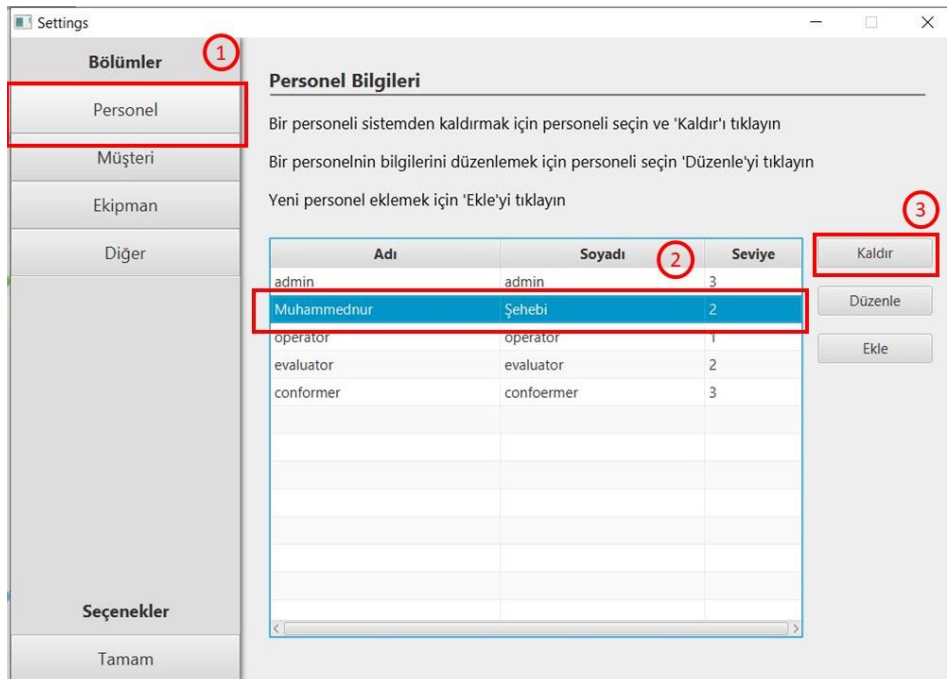 Settings
Bölümler
1
Personel
Müşteri
Ekipman
Diğer
Personel Bilgileri
Bir personeli sistemden kaldırmak için personeli seçin ve 'Kaldır'ı tıklayın
Bir personelnin bilgilerini düzenlemek için personeli seçin 'Düzenle'yi tıklayın
Yeni personel eklemek için 'Ekle'yi tıklayın
3
Adı Soyadı 2 Seviye
admin admin 3
Muhammednur Şehebi 2
operator operator 1
evaluator evaluator 2
conformer confoermer 3
Kaldır
Düzenle
Ekle
Seçenekler
Tamam